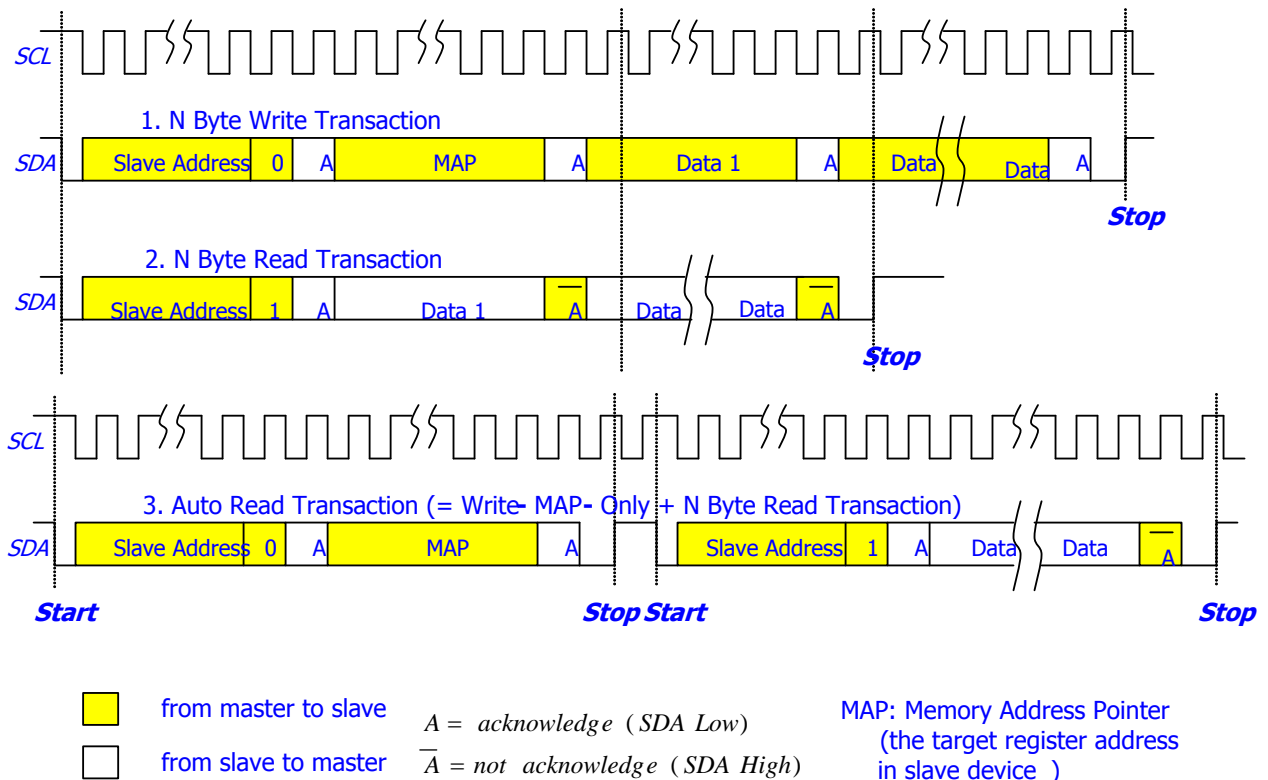 SCL
1. N Byte Write Transaction
SDA Slave Address 0 A MAP A Data 1 A Data Data A
Stop
2. N Byte Read Transaction
SDA Slave Address 1 A Data 1 A̅ Data Data A̅
Stop
SCL
3. Auto Read Transaction (= Write- MAP- Only + N Byte Read Transaction)
SDA Slave Address 0 A MAP A Slave Address 1 A Data Data A̅
Start Stop Start Stop
from master to slave
A = acknowledge (SDA Low)
from slave to master
A̅ = not acknowledge (SDA High)
MAP: Memory Address Pointer
(the target register address
in slave device )